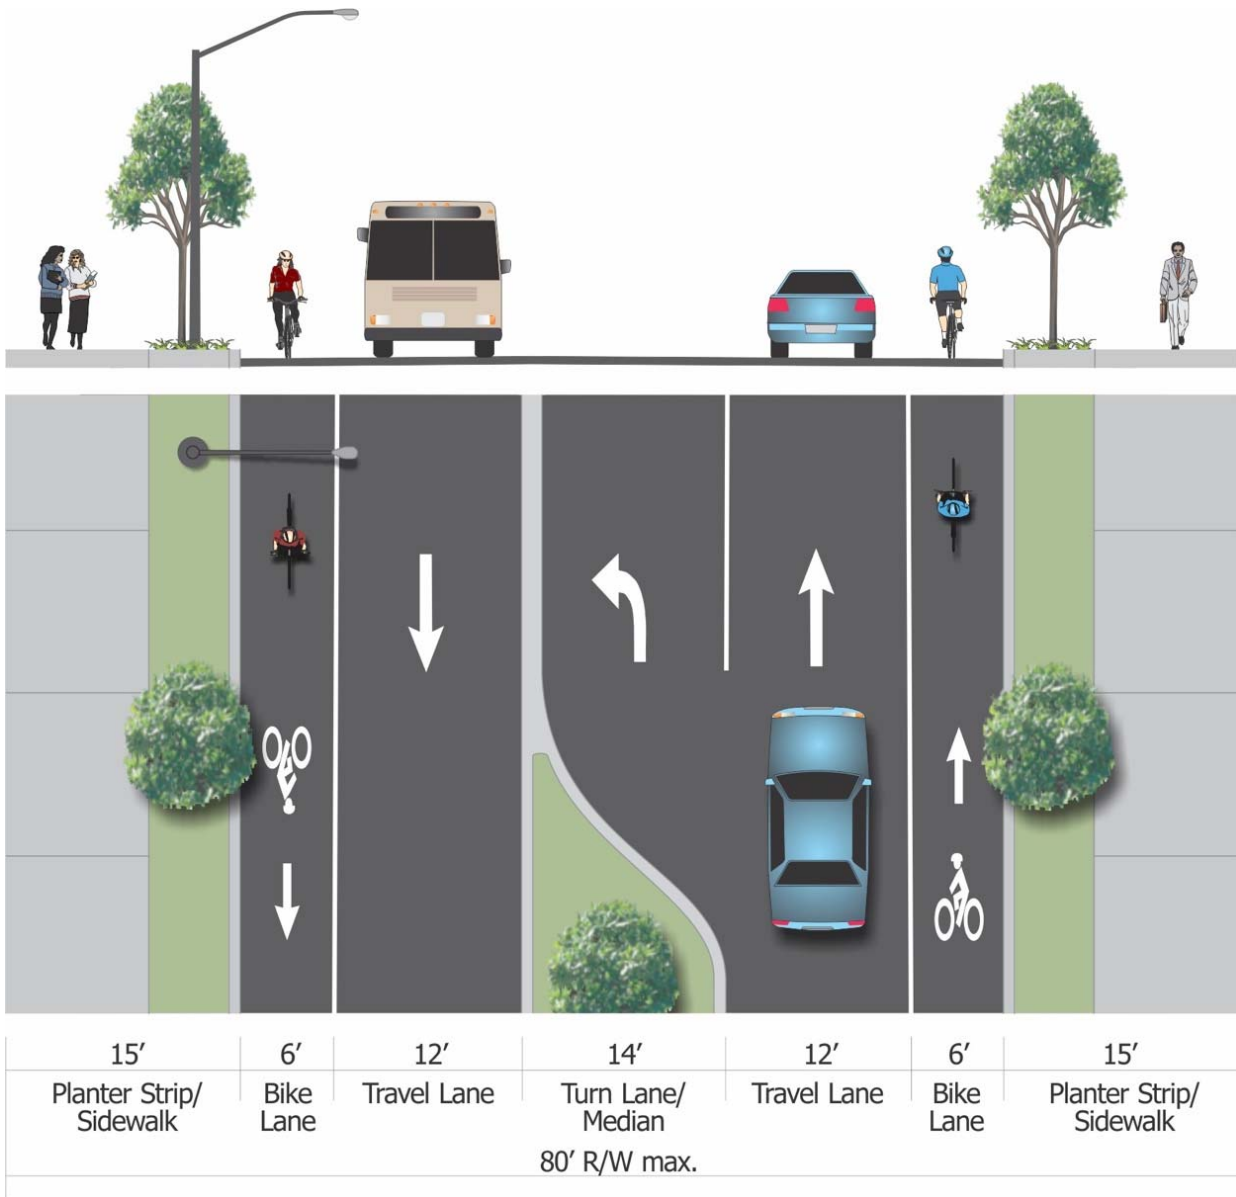 15′ 6′ 12′ 14′ 12′ 6′ 15′
Planter Strip/ Bike Travel Lane Turn Lane/ Travel Lane Bike Planter Strip/
Sidewalk Lane Median Lane Sidewalk
80′ R/W max.